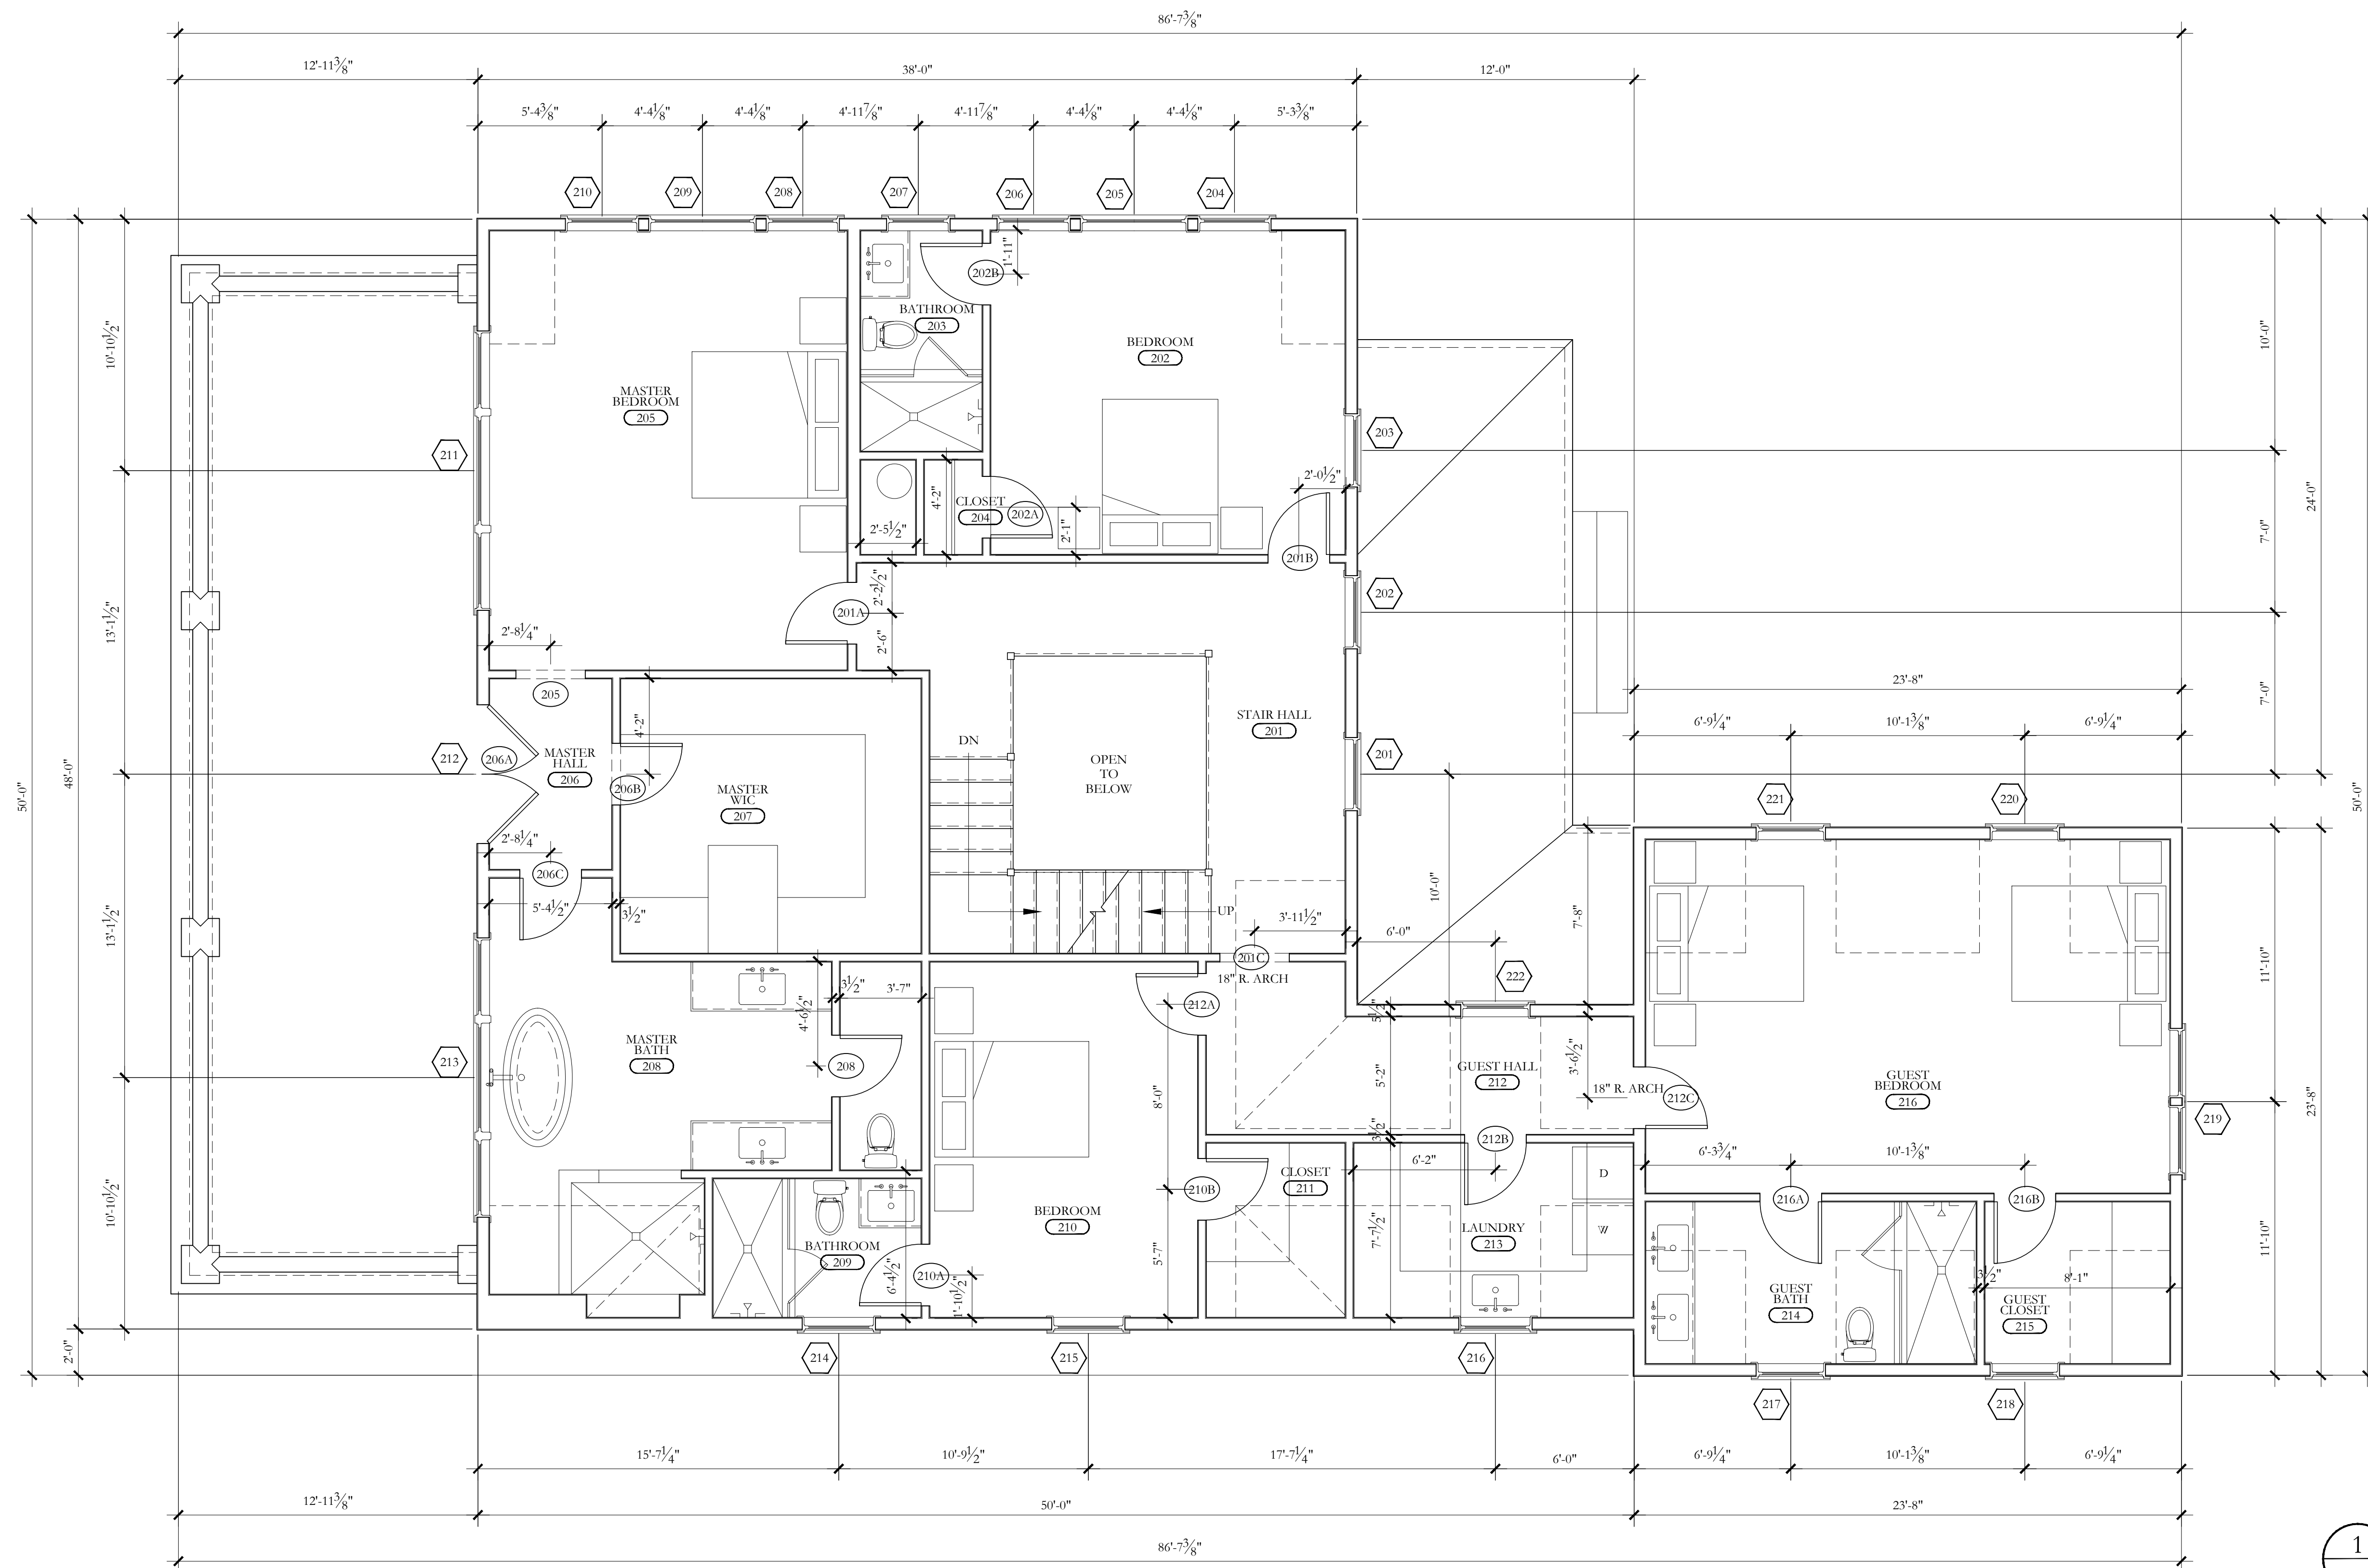 86'-7 3/8"
12'-11 3/8"
38'-0"
12'-0"
5'-4 3/8"
4'-4 1/8"
4'-4 1/8"
4'-11 7/8"
4'-11 7/8"
4'-4 1/8"
4'-4 1/8"
5'-3 3/8"
210
209
208
207
206
205
204
202B
1'-11"
BATHROOM
203
BEDROOM
202
10'-10 1/2"
10'-0"
MASTER
BEDROOM
205
211
203
2'-0 1/2"
24'-0"
4'-2"
CLOSET
204
202A
2'-5 1/2"
2'-1"
7'-0"
201B
202
2'-2 1/2"
201A
13'-1 1/2"
2'-8 1/4"
2'-6"
205
23'-8"
7'-0"
4'-2"
STAIR HALL
201
6'-9 1/4"
10'-1 3/8"
6'-9 1/4"
DN
212
206A
MASTER
HALL
206
OPEN
TO
BELOW
201
50'-0"
48'-0"
50'-0"
206B
MASTER
WIC
207
221
220
2'-8 1/4"
206C
10'-0"
5'-4 1/2"
3 1/2"
UP
3'-11 1/2"
7'-8"
13'-1 1/2"
6'-0"
201C
18" R. ARCH
222
11'-10"
3 1/2"
3'-7"
212A
4'-6 1/2"
5 1/2"
MASTER
BATH
208
213
208
3'-6 1/2"
GUEST HALL
212
5'-2"
18" R. ARCH
212C
GUEST
BEDROOM
216
8'-0"
219
23'-8"
3 1/2"
212B
6'-3 3/4"
10'-1 3/8"
6'-2"
D
CLOSET
211
210B
216A
216B
10'-10 1/2"
BEDROOM
210
LAUNDRY
213
W
7'-7 1/2"
11'-10"
BATHROOM
209
5'-7"
210A
6'-4 1/2"
1'-10 1/2"
3 1/2"
8'-1"
GUEST
BATH
214
GUEST
CLOSET
215
2'-0"
214
215
216
217
218
15'-7 1/4"
10'-9 1/2"
17'-7 1/4"
6'-0"
6'-9 1/4"
10'-1 3/8"
6'-9 1/4"
12'-11 3/8"
50'-0"
23'-8"
86'-7 3/8"
1